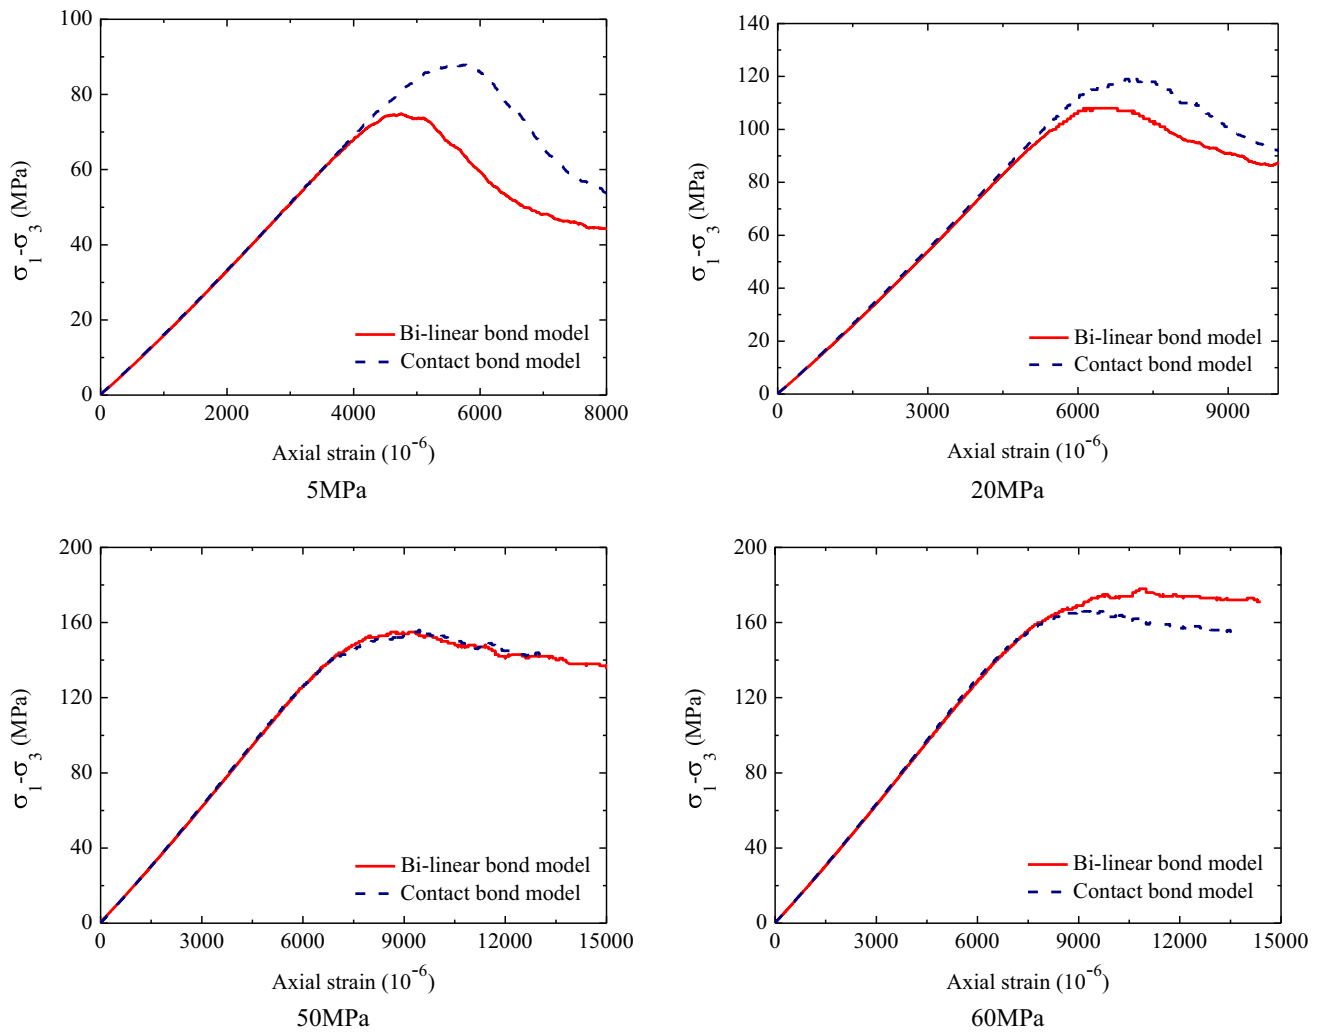 100
80
60
40
20
0
σ1-σ3 (MPa)
Bi-linear bond model
Contact bond model
0 2000 4000 6000 8000
Axial strain (10-6)
5MPa
140
120
100
80
60
40
20
0
σ1-σ3 (MPa)
Bi-linear bond model
Contact bond model
0 3000 6000 9000
Axial strain (10-6)
20MPa
200
160
120
80
40
0
σ1-σ3 (MPa)
Bi-linear bond model
Contact bond model
0 3000 6000 9000 12000 15000
Axial strain (10-6)
50MPa
200
160
120
80
40
0
σ1-σ3 (MPa)
Bi-linear bond model
Contact bond model
0 3000 6000 9000 12000 15000
Axial strain (10-6)
60MPa